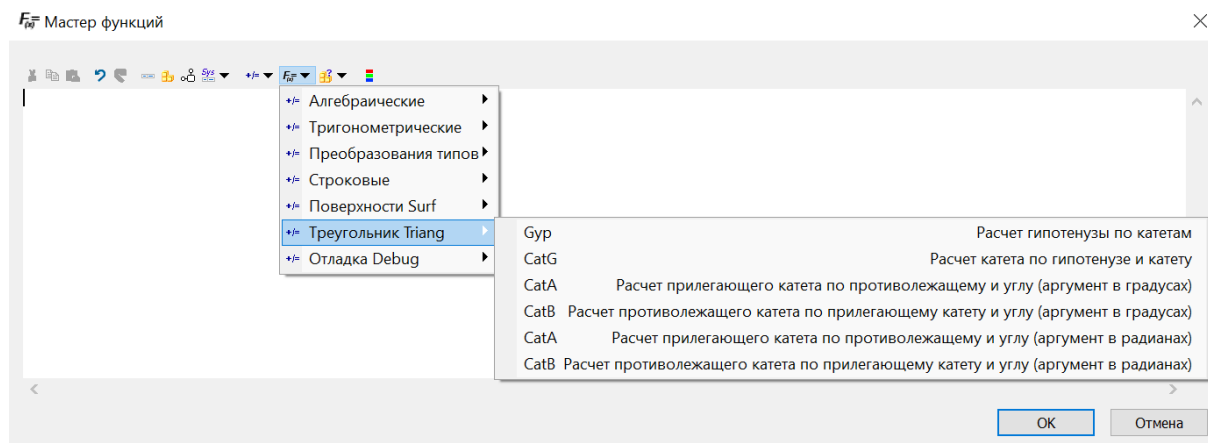 F(x)= Мастер функций
Sys +/= F(x)=
+/= Алгебраические
+/= Тригонометрические
+/= Преобразования типов
+/= Строковые
+/= Поверхности Surf
+/= Треугольник Triang
+/= Отладка Debug
Gyp Расчет гипотенузы по катетам
CatG Расчет катета по гипотенузе и катету
CatA Расчет прилегающего катета по противолежащему и углу (аргумент в градусах)
CatB Расчет противолежащего катета по прилегающему катету и углу (аргумент в градусах)
CatA Расчет прилегающего катета по противолежащему и углу (аргумент в радианах)
CatB Расчет противолежащего катета по прилегающему катету и углу (аргумент в радианах)
OK Отмена